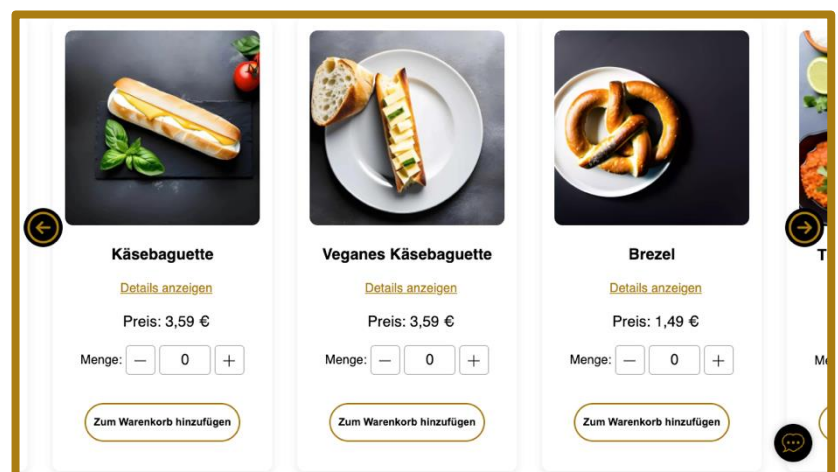 Käsebaguette
Details anzeigen
Preis: 3,59 €
Menge: — 0 +
Zum Warenkorb hinzufügen
Veganes Käsebaguette
Details anzeigen
Preis: 3,59 €
Menge: — 0 +
Zum Warenkorb hinzufügen
Brezel
Details anzeigen
Preis: 1,49 €
Menge: — 0 +
Zum Warenkorb hinzufügen